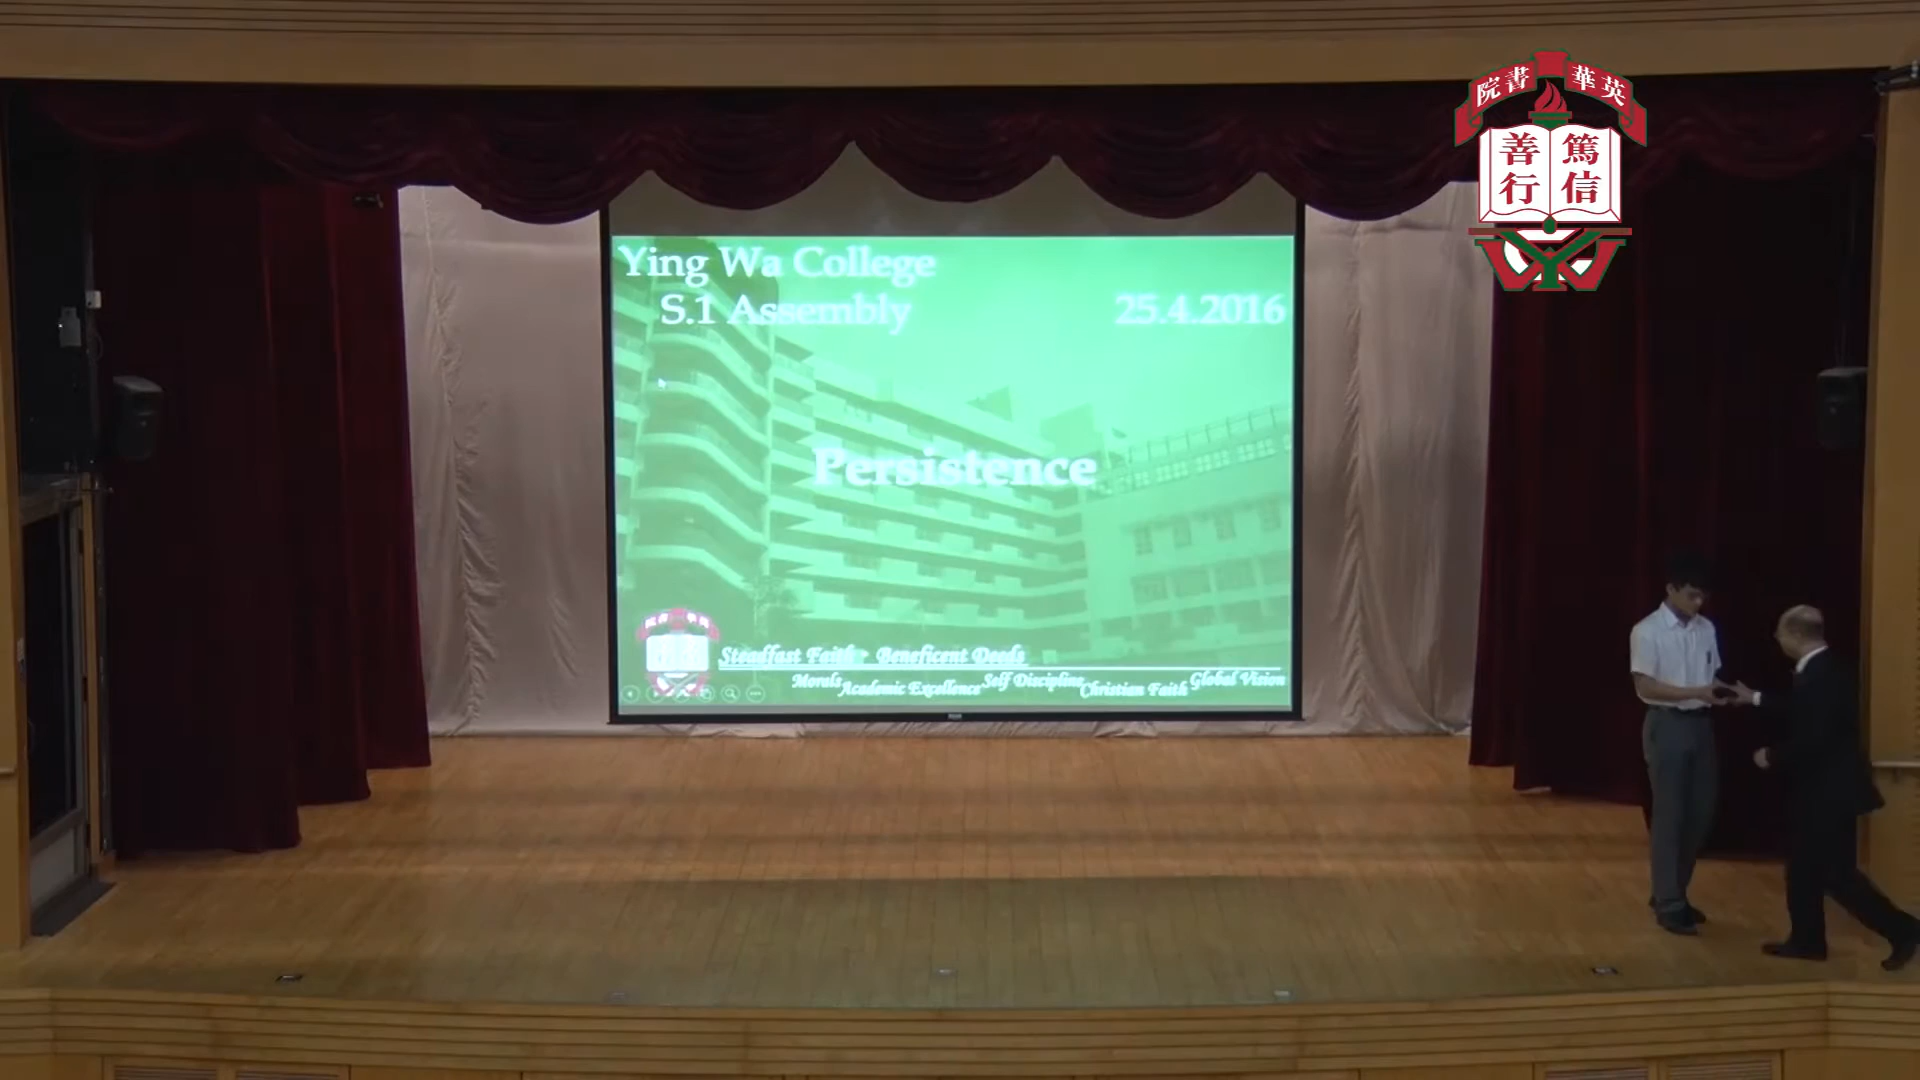 Ying Wa College
S.1 Assembly
25.4.2016
Persistence
Steadfast Faith · Beneficent Deeds
Morals
Academic Excellence
Self Discipline
Christian Faith
Global Vision
院書 華英
善行 篤信